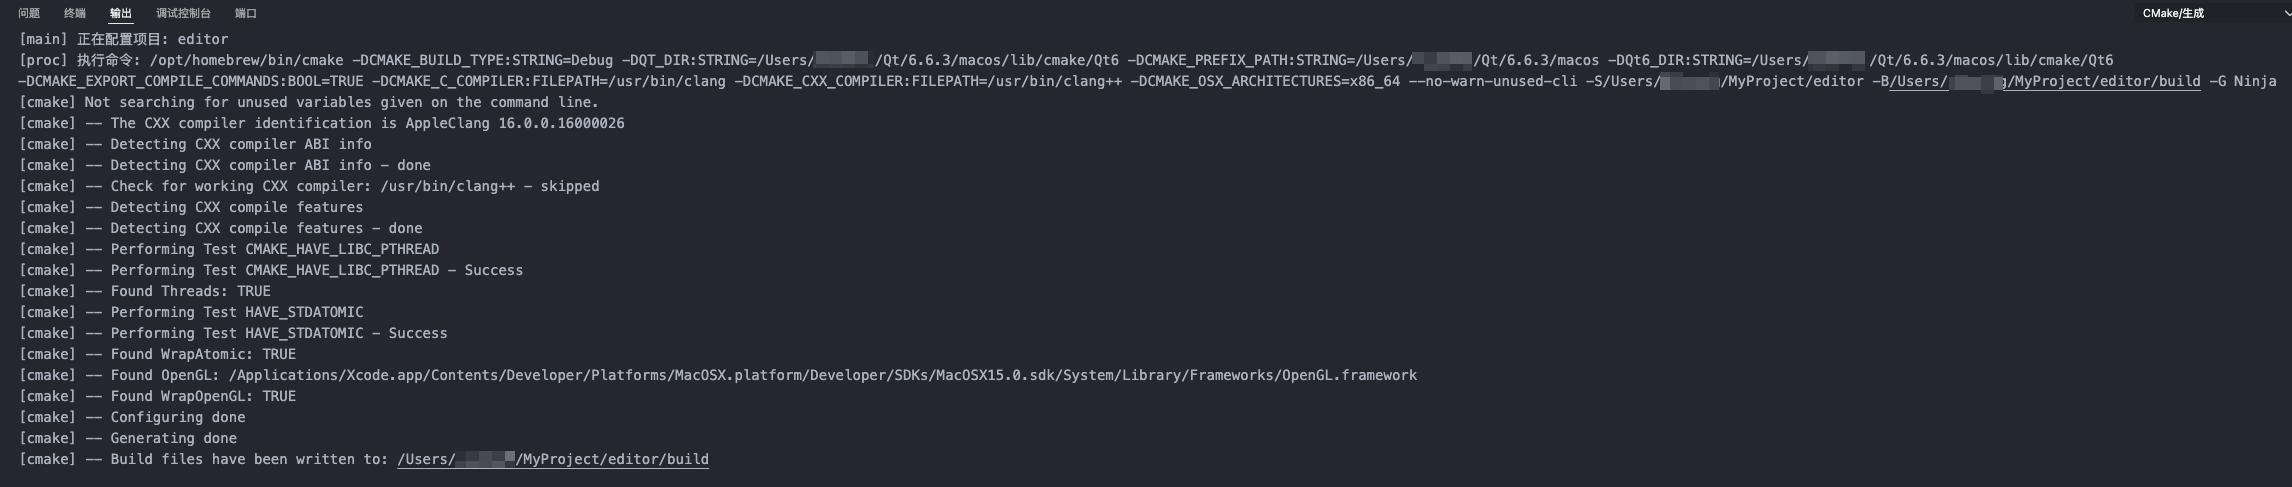 问题 终端 输出 调试控制台 端口 CMake/生成
[main] 正在配置项目: editor
[proc] 执行命令: /opt/homebrew/bin/cmake -DCMAKE_BUILD_TYPE:STRING=Debug -DQT_DIR:STRING=/Users/ /Qt/6.6.3/macos/lib/cmake/Qt6 -DCMAKE_PREFIX_PATH:STRING=/Users/ /Qt/6.6.3/macos -DQt6_DIR:STRING=/Users/ /Qt/6.6.3/macos/lib/cmake/Qt6
-DCMAKE_EXPORT_COMPILE_COMMANDS:BOOL=TRUE -DCMAKE_C_COMPILER:FILEPATH=/usr/bin/clang -DCMAKE_CXX_COMPILER:FILEPATH=/usr/bin/clang++ -DCMAKE_OSX_ARCHITECTURES=x86_64 --no-warn-unused-cli -S/Users/ /MyProject/editor -B/Users/ /MyProject/editor/build -G Ninja
[cmake] Not searching for unused variables given on the command line.
[cmake] -- The CXX compiler identification is AppleClang 16.0.0.16000026
[cmake] -- Detecting CXX compiler ABI info
[cmake] -- Detecting CXX compiler ABI info - done
[cmake] -- Check for working CXX compiler: /usr/bin/clang++ - skipped
[cmake] -- Detecting CXX compile features
[cmake] -- Detecting CXX compile features - done
[cmake] -- Performing Test CMAKE_HAVE_LIBC_PTHREAD
[cmake] -- Performing Test CMAKE_HAVE_LIBC_PTHREAD - Success
[cmake] -- Found Threads: TRUE
[cmake] -- Performing Test HAVE_STDATOMIC
[cmake] -- Performing Test HAVE_STDATOMIC - Success
[cmake] -- Found WrapAtomic: TRUE
[cmake] -- Found OpenGL: /Applications/Xcode.app/Contents/Developer/Platforms/MacOSX.platform/Developer/SDKs/MacOSX15.0.sdk/System/Library/Frameworks/OpenGL.framework
[cmake] -- Found WrapOpenGL: TRUE
[cmake] -- Configuring done
[cmake] -- Generating done
[cmake] -- Build files have been written to: /Users/ /MyProject/editor/build